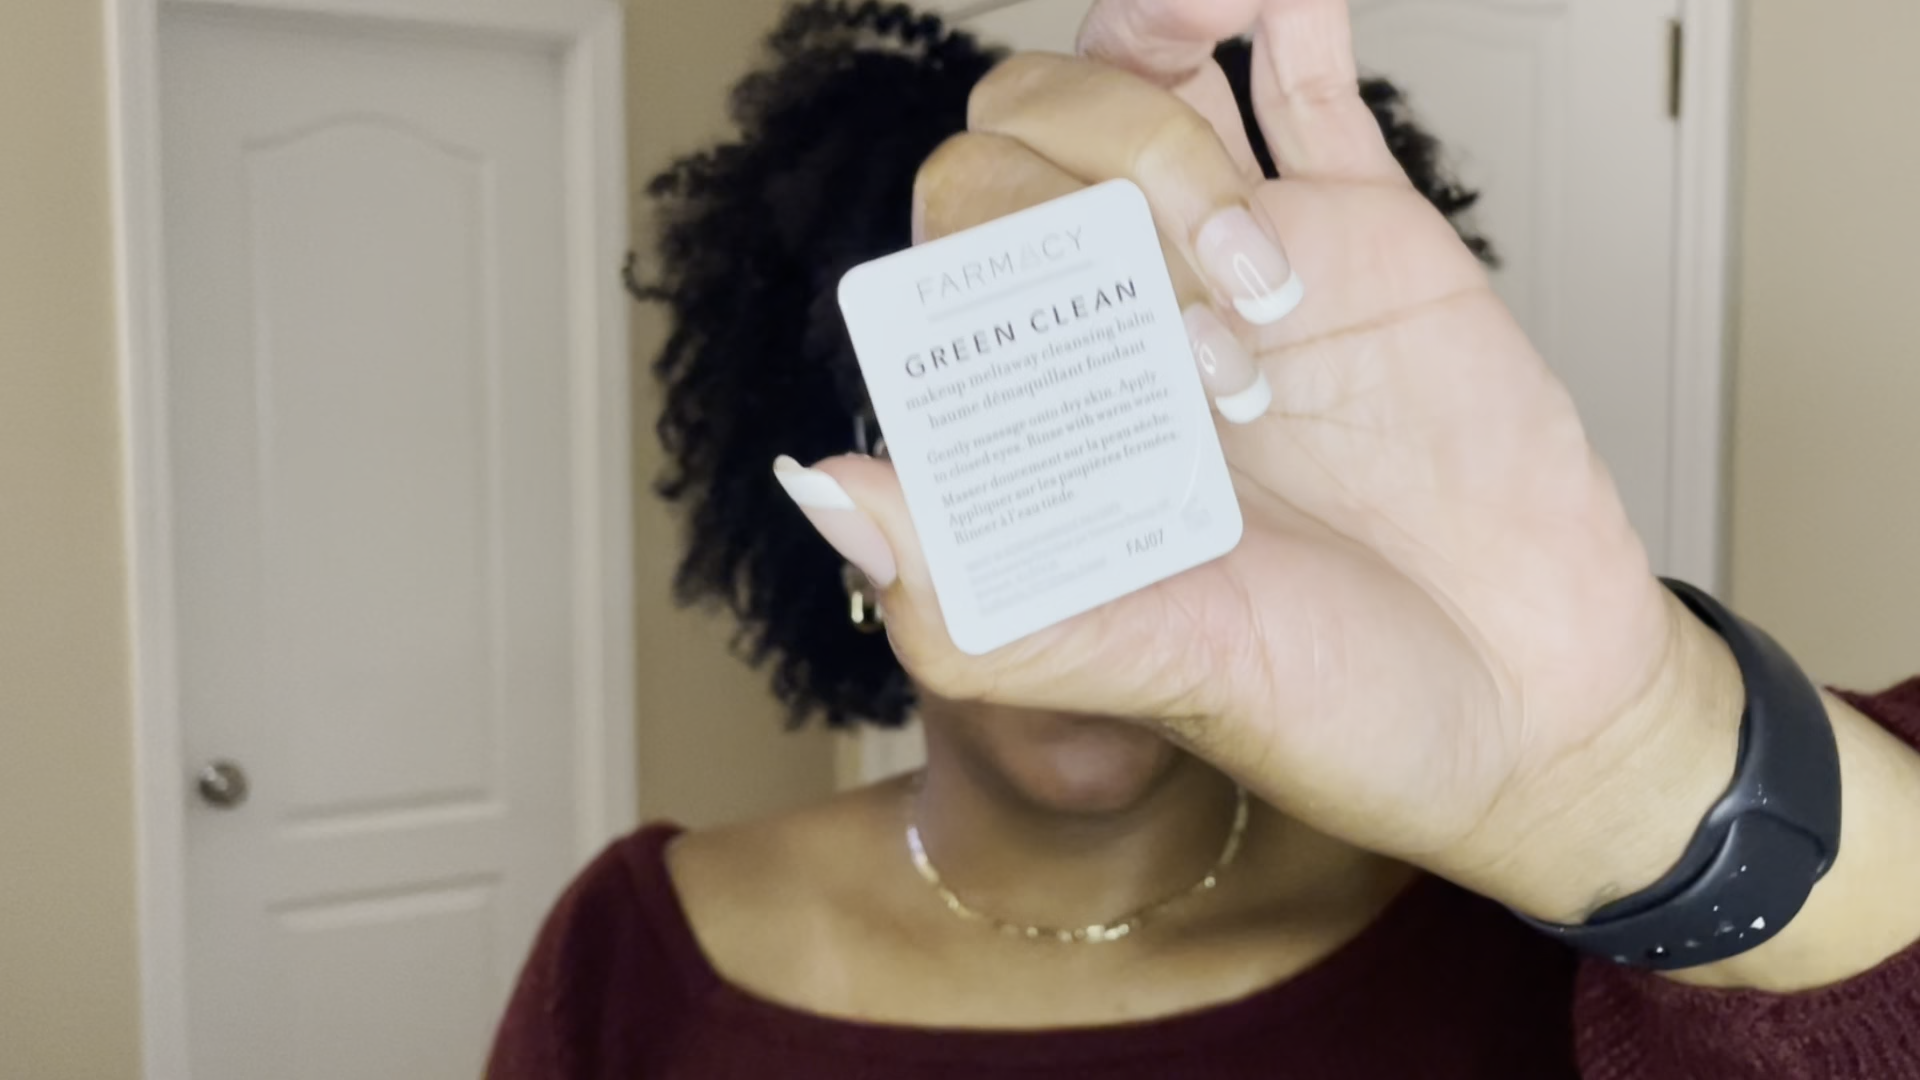 FARMACY
GREEN CLEAN
makeup meltaway cleansing balm
baume démaquillant fondant
Gently massage onto dry skin. Apply
to closed eyes. Rinse with warm water
Masser doucement sur la peau sèche.
Appliquer sur les paupières fermées.
Rincer à l'eau tiède.
FAJ07